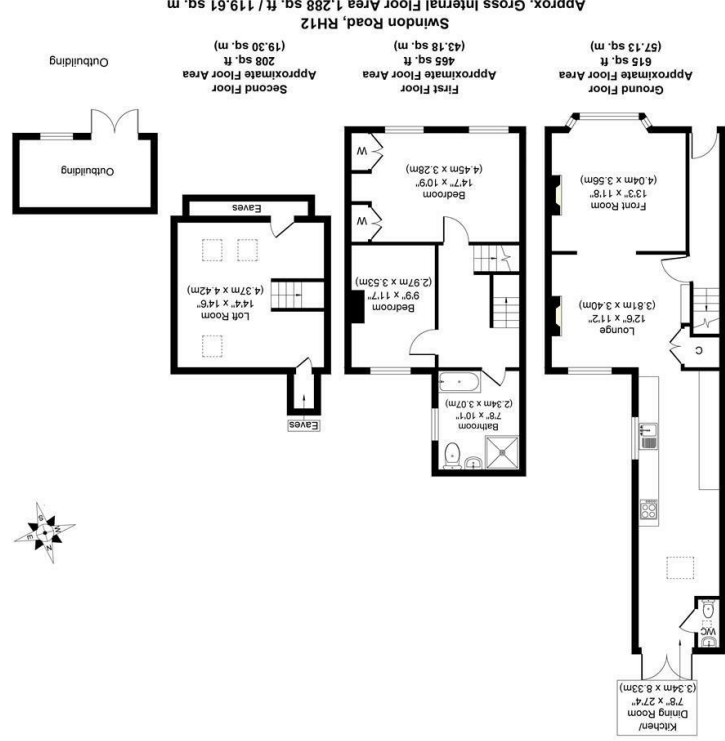 Kitchen/
Dining Room
7'8" x 27'4"
(3.34m x 8.33m)
WC
C
Lounge
12'6" x 11'2"
(3.81m x 3.40m)
Front Room
13'3" x 11'8"
(4.04m x 3.56m)
Ground Floor
Approximate Floor Area
615 sq. ft
(57.13 sq. m)
Bathroom
7'8" x 10'1"
(2.34m x 3.07m)
Bedroom
9'9" x 11'7"
(2.97m x 3.53m)
Bedroom
14'7" x 10'9"
(4.45m x 3.28m)
W
W
First Floor
Approximate Floor Area
465 sq. ft
(43.18 sq. m)
Eaves
Loft Room
14'4" x 14'6"
(4.37m x 4.42m)
Eaves
Second Floor
Approximate Floor Area
208 sq. ft
(19.30 sq. m)
N
E
S
W
Outbuilding
Outbuilding
Swindon Road, RH12
Approx. Gross Internal Floor Area 1,288 sq. ft / 119.61 sq. m